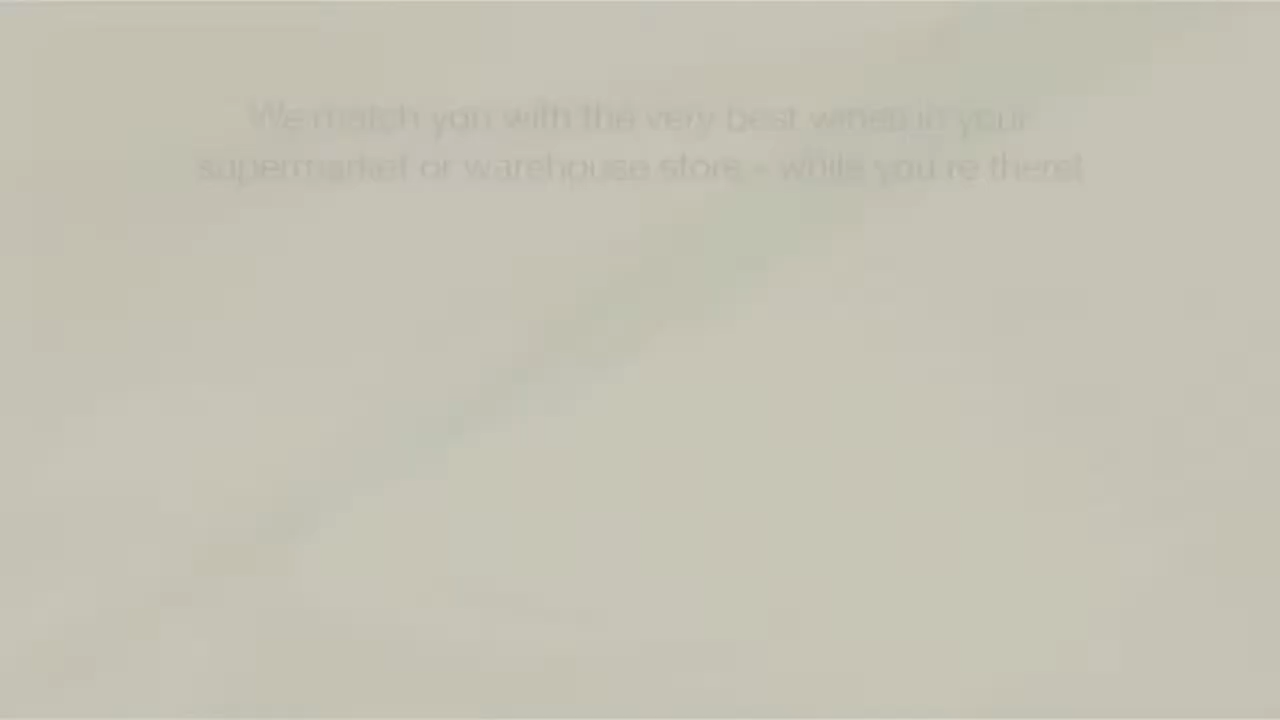 We match you with the very best wines in your
supermarket or warehouse store - while you're there!